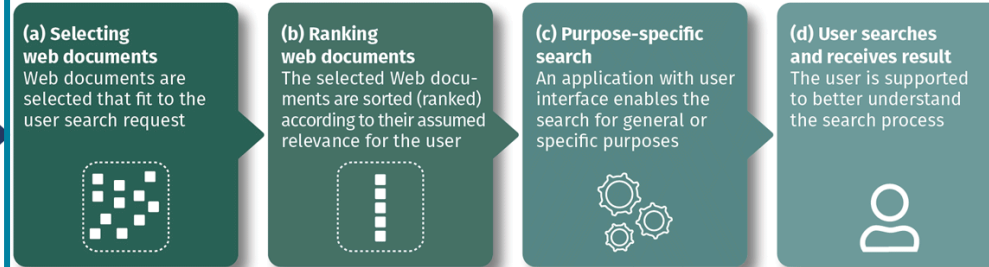 (a) Selecting
web documents
Web documents are
selected that fit to the
user search request
(b) Ranking
web documents
The selected Web docu-
ments are sorted (ranked)
according to their assumed
relevance for the user
(c) Purpose-specific
search
An application with user
interface enables the
search for general or
specific purposes
(d) User searches
and receives result
The user is supported
to better understand
the search process